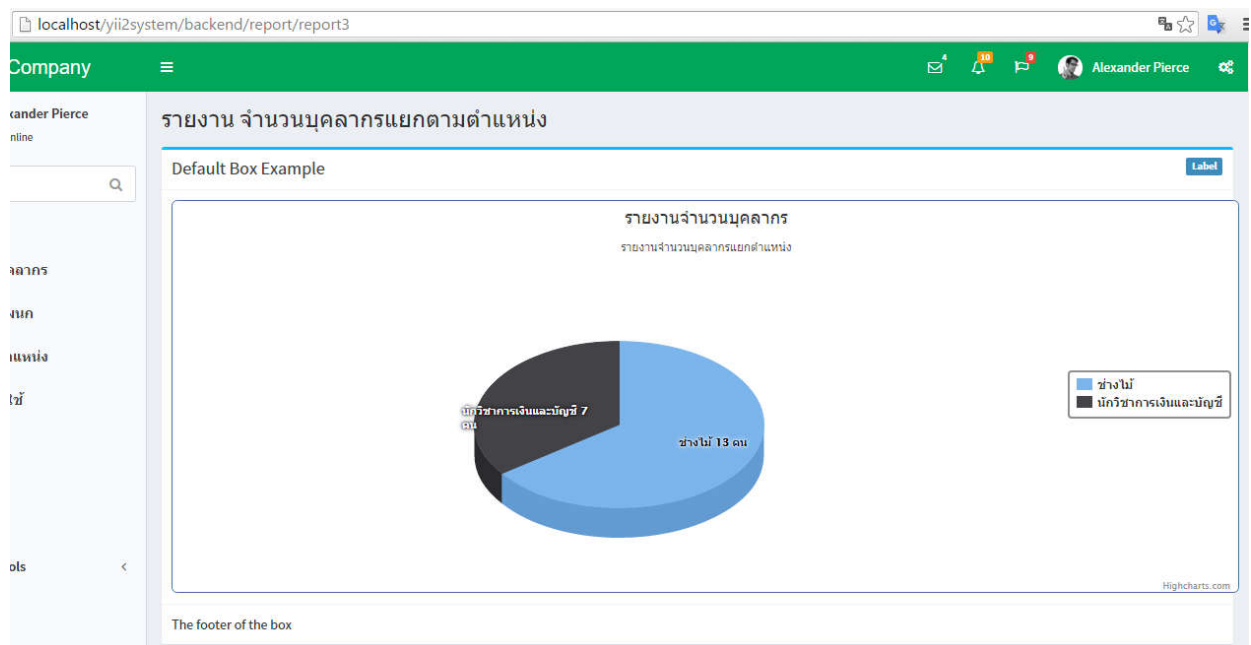 localhost/yii2system/backend/report/report3
Company
4
10
9
Alexander Pierce
xander Pierce
nline
รายงาน จำนวนบุคลากรแยกตามตำแหน่ง
Default Box Example
Label
รายงานจำนวนบุคลากร
รายงานจำนวนบุคลากรแยกตำแหน่ง
คลากร
ผนก
แหน่ง
ใช้
นักวิชาการเงินและบัญชี 7
คน
ช่างไม้ 13 คน
ช่างไม้
นักวิชาการเงินและบัญชี
ols
Highcharts.com
The footer of the box